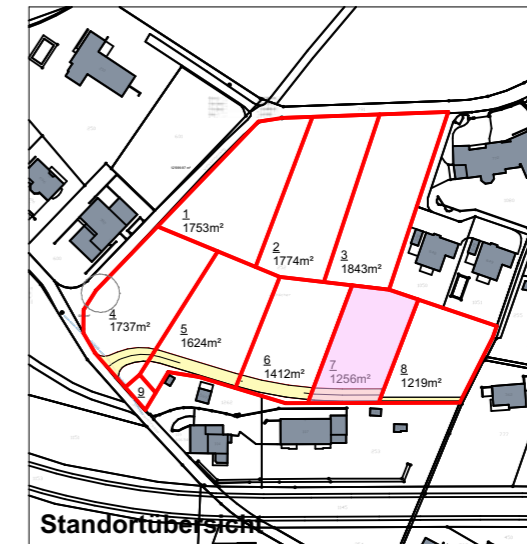 1
1753m²
2
1774m²
3
1843m²
4
1737m²
5
1624m²
6
1412m²
7
1256m²
8
1219m²
9
Standortübersicht